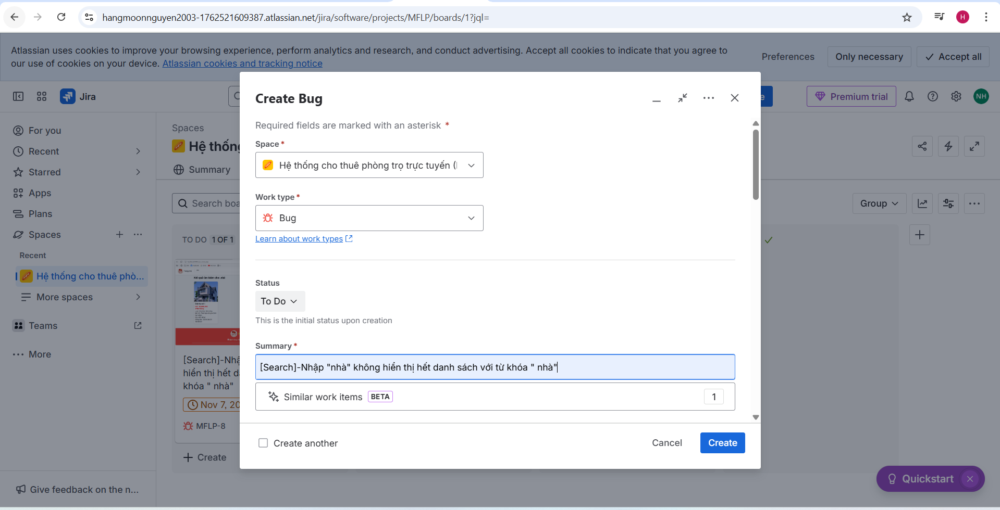 hangmoonnguyen2003-1762521609387.atlassian.net/jira/software/projects/MFLP/boards/1?jql=
H
Atlassian uses cookies to improve your browsing experience, perform analytics and research, and conduct advertising. Accept all cookies to indicate that you agree to
our use of cookies on your device. Atlassian cookies and tracking notice
Preferences
Only necessary
Accept all
Jira
Premium trial
NH
For you
Recent
Starred
Apps
Plans
Spaces
Recent
Hệ thống cho thuê phò...
More spaces
Teams
More
Give feedback on the n...
Spaces
Hệ thống
Summary
Search boa
Group
TO DO 1 OF 1
[Search]-Nhậ
hiển thị hết d
khóa " nhà"
Nov 7, 20
MFLP-8
Create
Create Bug
Required fields are marked with an asterisk *
Space *
Hệ thống cho thuê phòng trọ trực tuyến (
Work type *
Bug
Learn about work types
Status
To Do
This is the initial status upon creation
Summary *
[Search]-Nhập "nhà" không hiển thị hết danh sách với từ khóa " nhà"
Similar work items BETA 1
Create another
Cancel
Create
Quickstart